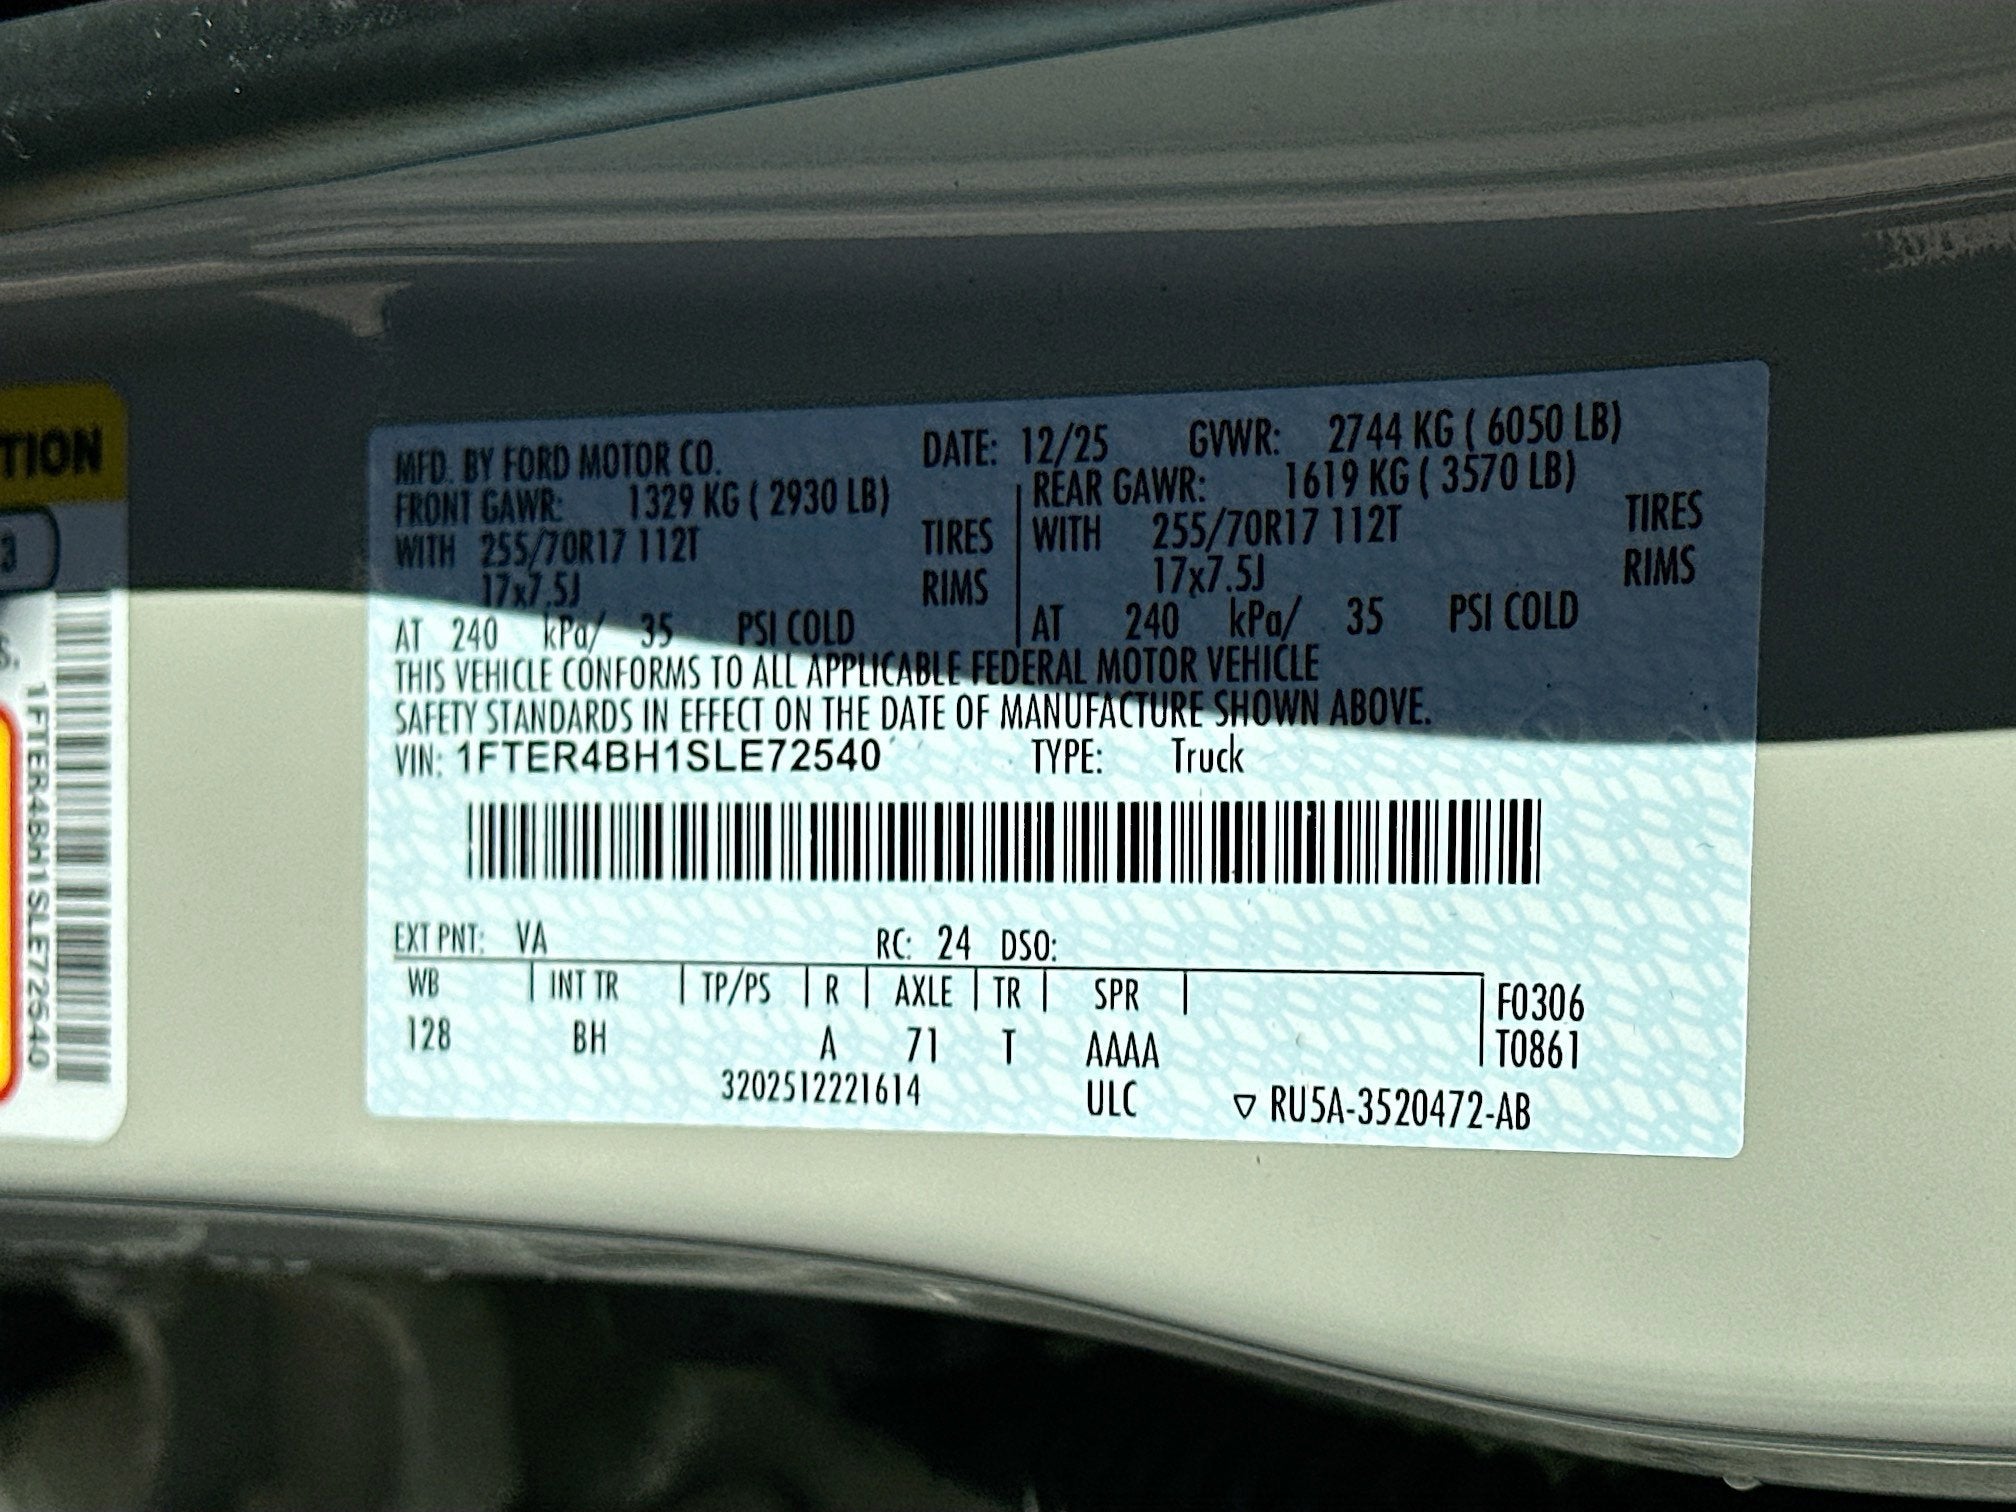 TION
3
S.
1FTER4BH1SLE72540
MFD. BY FORD MOTOR CO. DATE: 12/25 GVWR: 2744 KG ( 6050 LB)
FRONT GAWR: 1329 KG ( 2930 LB) REAR GAWR: 1619 KG ( 3570 LB)
WITH 255/70R17 112T TIRES WITH 255/70R17 112T TIRES
17x7.5J RIMS 17x7.5J RIMS
AT 240 kPa/ 35 PSI COLD AT 240 kPa/ 35 PSI COLD
THIS VEHICLE CONFORMS TO ALL APPLICABLE FEDERAL MOTOR VEHICLE
SAFETY STANDARDS IN EFFECT ON THE DATE OF MANUFACTURE SHOWN ABOVE.
VIN: 1FTER4BH1SLE72540 TYPE: Truck
EXT PNT: VA RC: 24 DSO:
WB INT TR TP/PS R AXLE TR SPR F0306
128 BH A 71 T AAAA T0861
3202512221614 ULC ▽ RU5A-3520472-AB